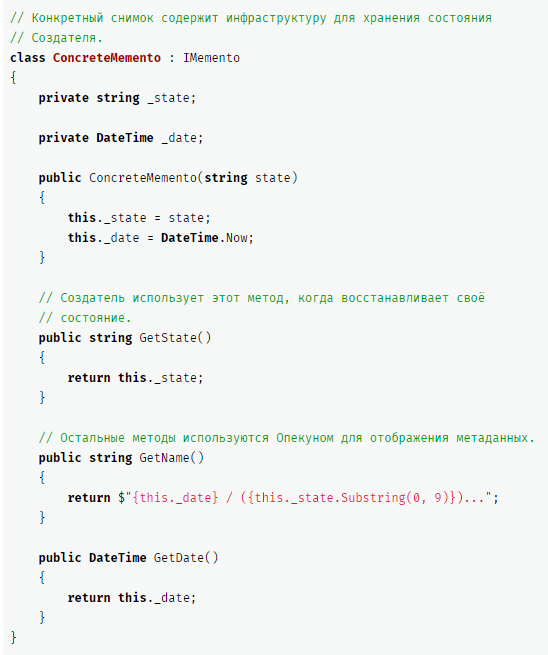 // Конкретный снимок содержит инфраструктуру для хранения состояния
// Создателя.
class ConcreteMemento : IMemento
{
    private string _state;

    private DateTime _date;

    public ConcreteMemento(string state)
    {
        this._state = state;
        this._date = DateTime.Now;
    }

    // Создатель использует этот метод, когда восстанавливает своё
    // состояние.
    public string GetState()
    {
        return this._state;
    }

    // Остальные методы используются Опекуном для отображения метаданных.
    public string GetName()
    {
        return $"{this._date} / ({this._state.Substring(0, 9)})...";
    }

    public DateTime GetDate()
    {
        return this._date;
    }
}